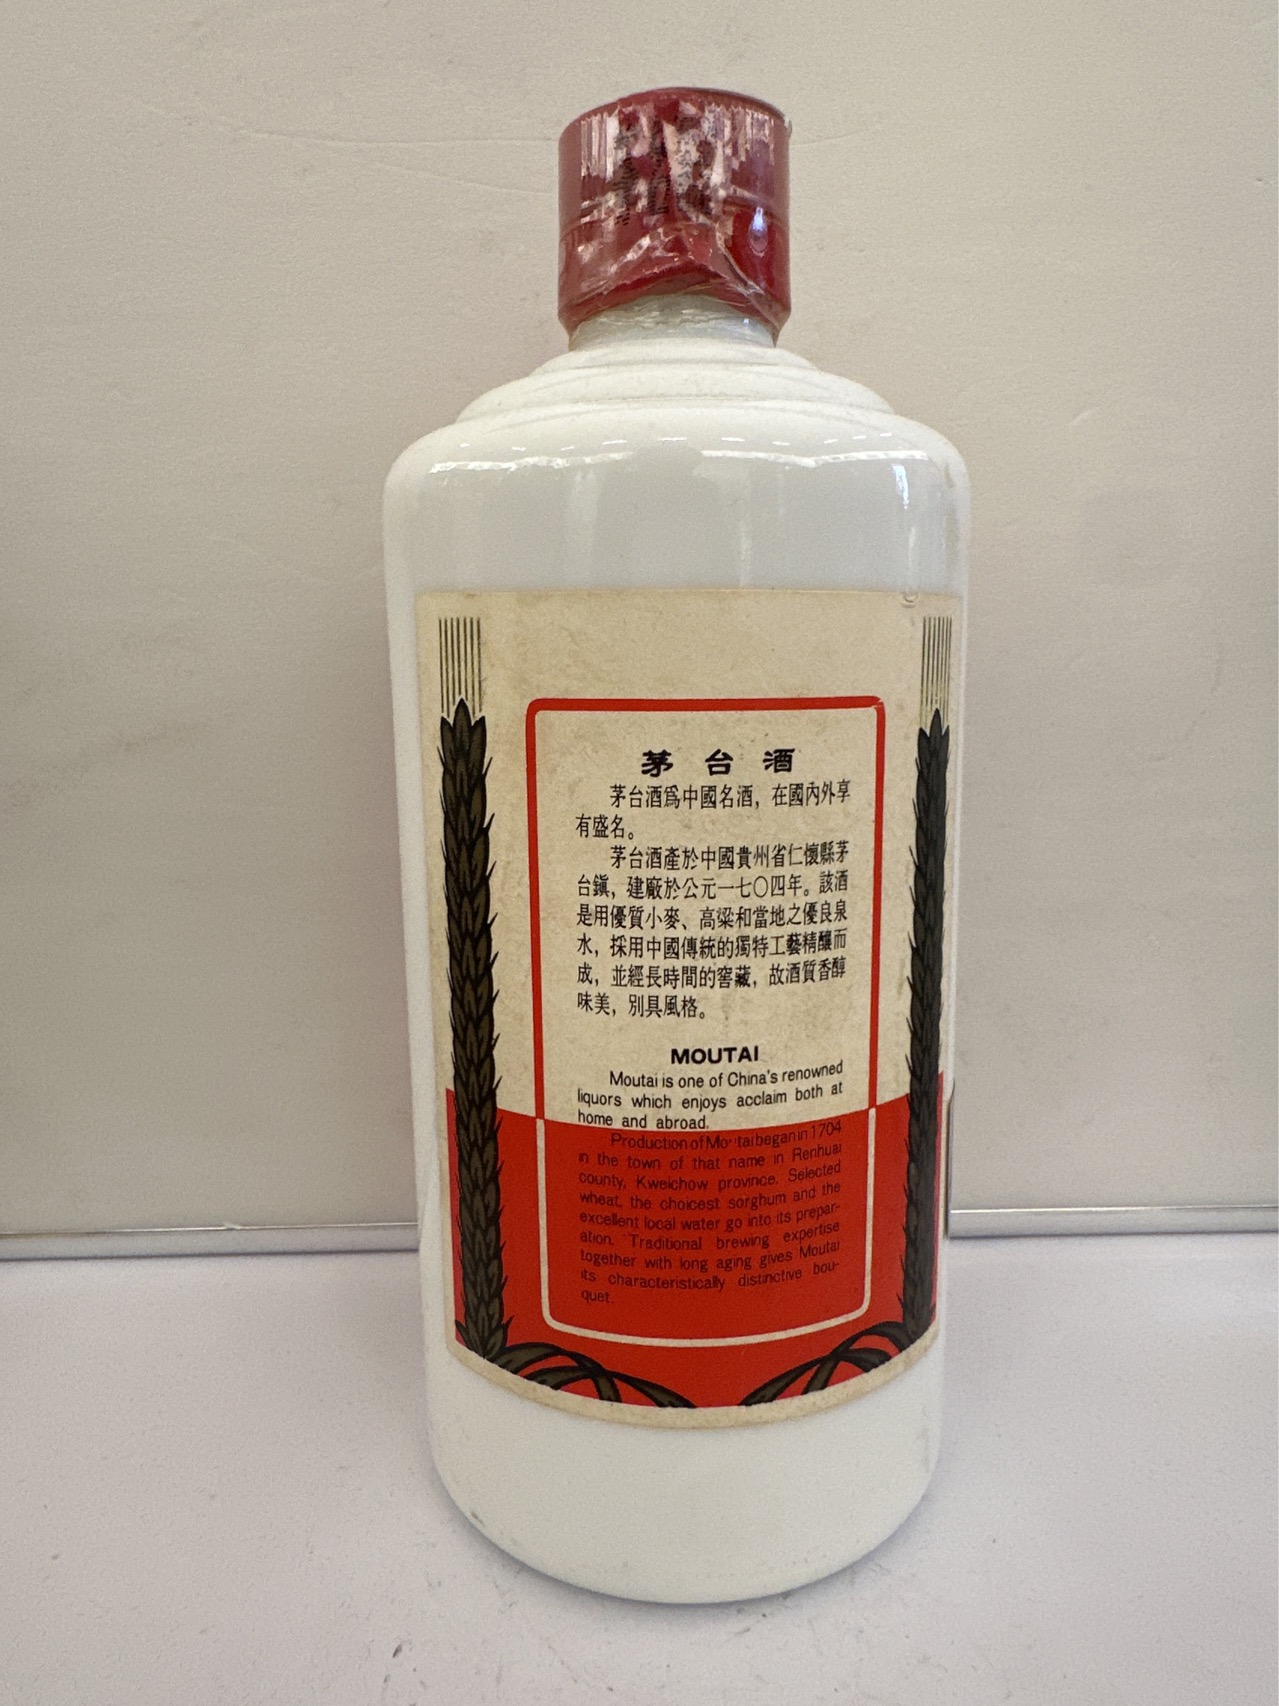 茅台酒
茅台酒爲中國名酒，在國內外享
有盛名。
茅台酒產於中國貴州省仁懷縣茅
台鎮，建廠於公元一七〇四年。該酒
是用優質小麥、高粱和當地之優良泉
水，採用中國傳統的獨特工藝精釀而
成，並經長時間的窖藏，故酒質香醇
味美，別具風格。
MOUTAI
Moutai is one of China's renowned
liquors which enjoys acclaim both at
home and abroad.
Production of Moutai began in 1704
in the town of that name in Renhuai
county, Kweichow province. Selected
wheat, the choicest sorghum and the
excellent local water go into its prepar-
ation. Traditional brewing expertise
together with long aging gives Moutai
its characteristically distinctive bou-
quet.